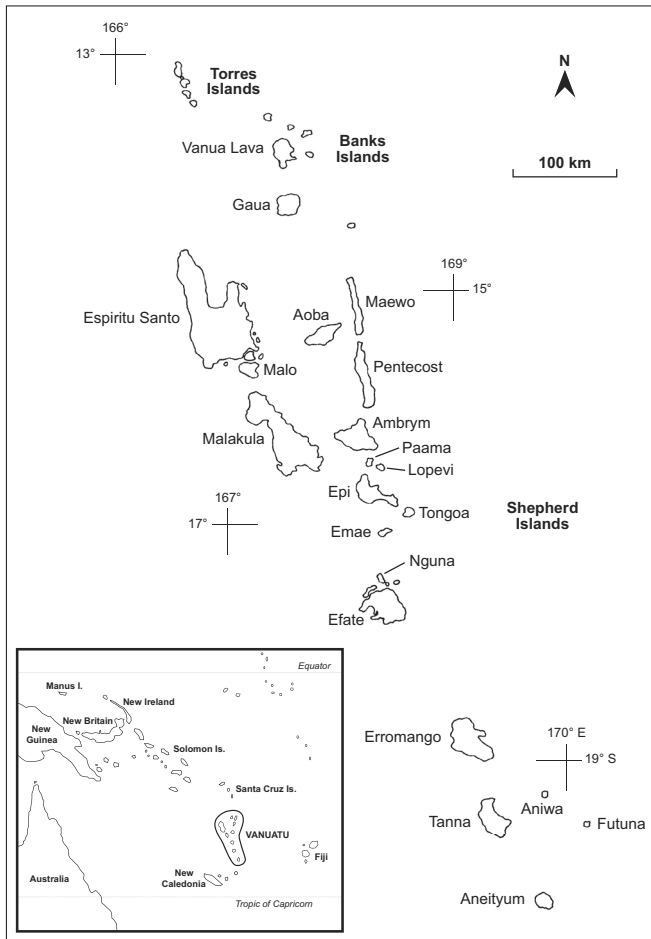 166°
13°
Torres
Islands
N
Vanua Lava
Banks
Islands
100 km
Gaua
169°
15°
Espiritu Santo
Aoba
Maewo
Malo
Pentecost
Malakula
Ambrym
Paama
Lopevi
Epi
167°
17°
Tongoa
Shepherd
Islands
Emae
Nguna
Efate
Equator
Manus I.
New Ireland
New Britain
New
Guinea
Solomon Is.
Santa Cruz Is.
VANUATU
Fiji
New
Caledonia
Australia
Tropic of Capricorn
Erromango
170° E
19° S
Aniwa
Tanna
Futuna
Aneityum